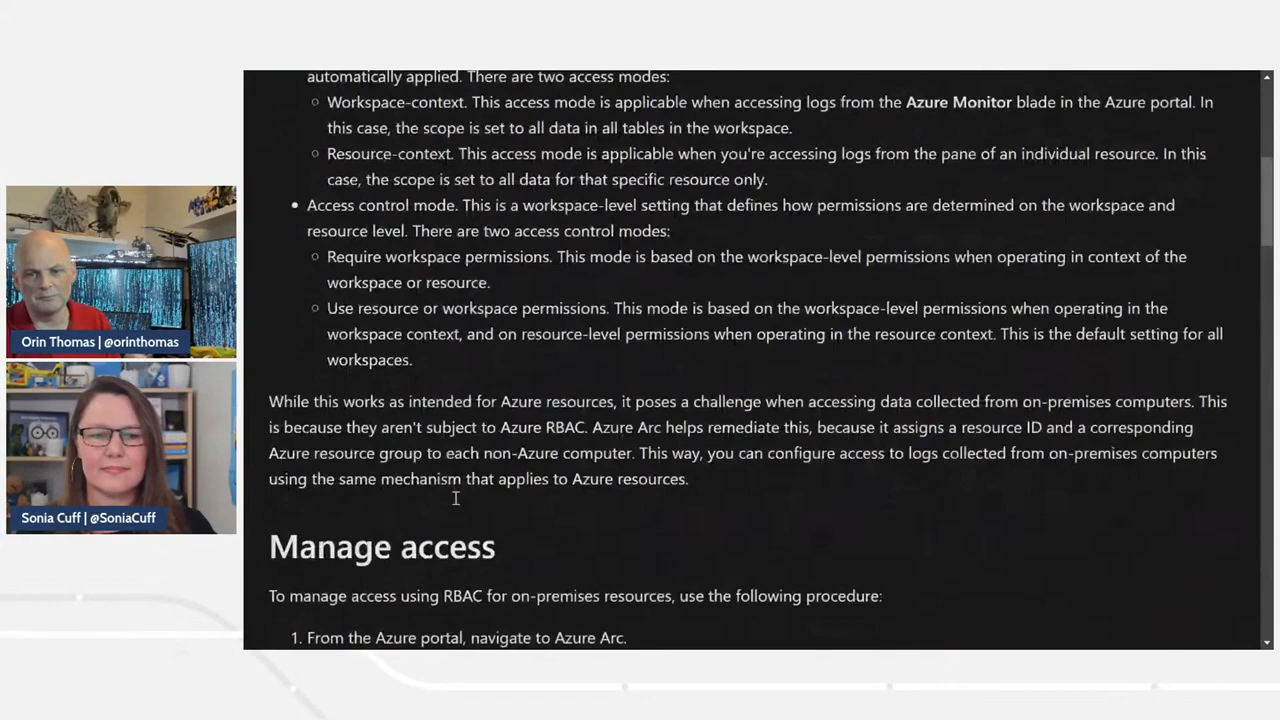 automatically applied. There are two access modes:
○ Workspace-context. This access mode is applicable when accessing logs from the Azure Monitor blade in the Azure portal. In
this case, the scope is set to all data in all tables in the workspace.
○ Resource-context. This access mode is applicable when you're accessing logs from the pane of an individual resource. In this
case, the scope is set to all data for that specific resource only.
• Access control mode. This is a workspace-level setting that defines how permissions are determined on the workspace and
resource level. There are two access control modes:
○ Require workspace permissions. This mode is based on the workspace-level permissions when operating in context of the
workspace or resource.
○ Use resource or workspace permissions. This mode is based on the workspace-level permissions when operating in the
workspace context, and on resource-level permissions when operating in the resource context. This is the default setting for all
workspaces.
While this works as intended for Azure resources, it poses a challenge when accessing data collected from on-premises computers. This
is because they aren't subject to Azure RBAC. Azure Arc helps remediate this, because it assigns a resource ID and a corresponding
Azure resource group to each non-Azure computer. This way, you can configure access to logs collected from on-premises computers
using the same mechanism that applies to Azure resources.
Manage access
To manage access using RBAC for on-premises resources, use the following procedure:
1. From the Azure portal, navigate to Azure Arc.
Orin Thomas | @orinthomas
Sonia Cuff | @SoniaCuff